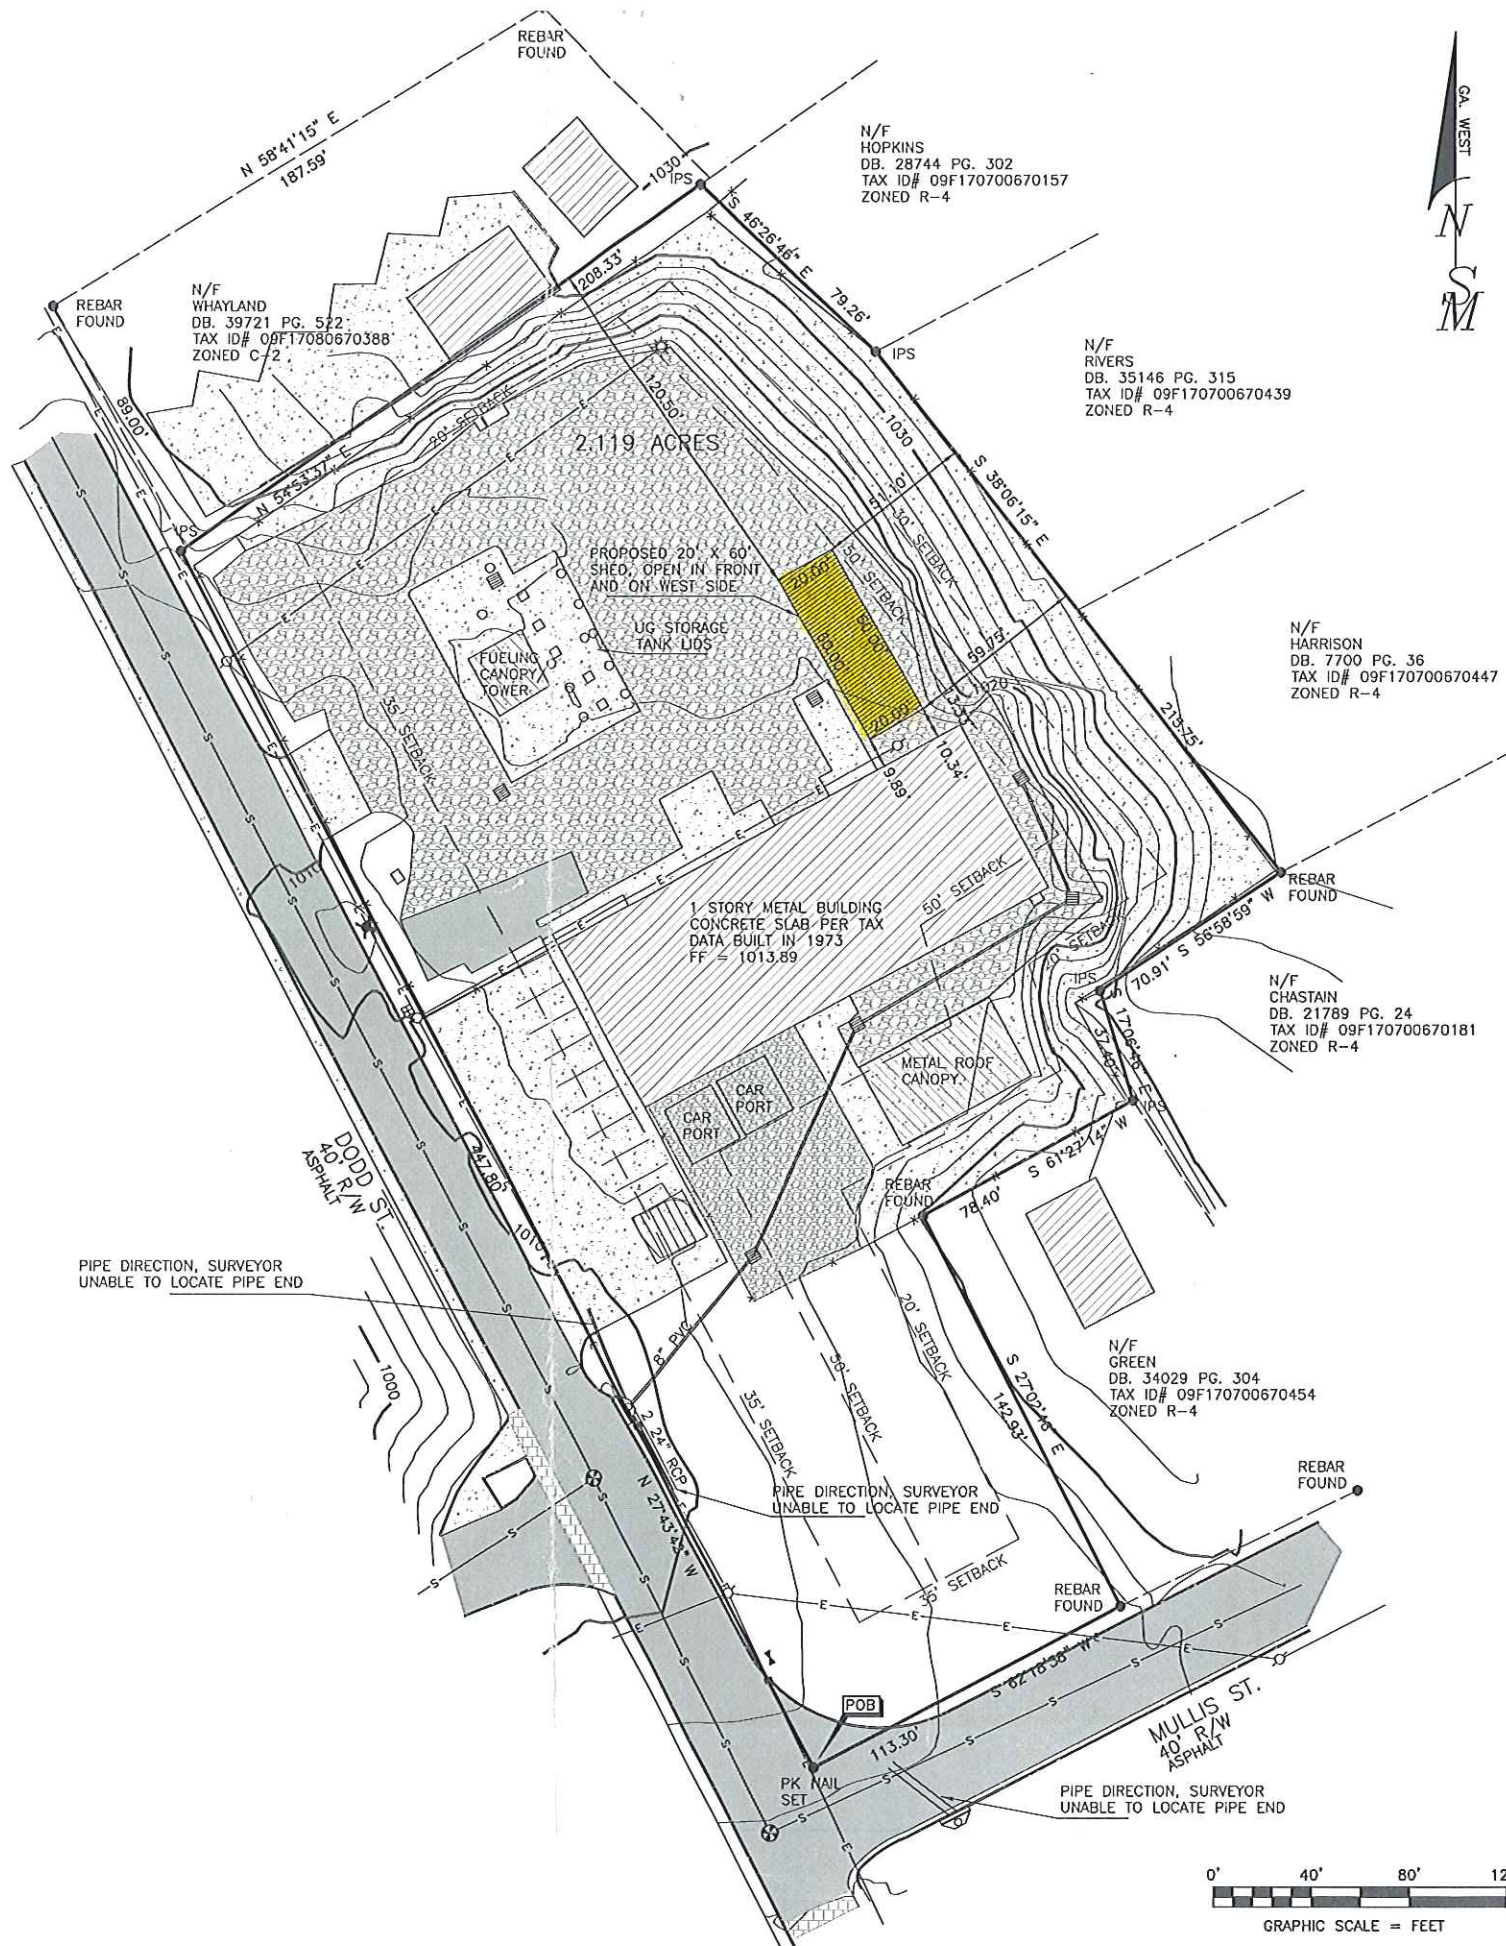 REBAR
FOUND
N 58°41'15" E
187.59'
1030
IPS
N/F
HOPKINS
DB. 28744 PG. 302
TAX ID# 09F170700670157
ZONED R-4
GA. WEST
N
S
M
REBAR
FOUND
N/F
WHAYLAND
DB. 39721 PG. 522
TAX ID# 09F17080670388
ZONED C-2
208.33'
S 46°26'46" E
79.26'
IPS
N/F
RIVERS
DB. 35146 PG. 315
TAX ID# 09F170700670439
ZONED R-4
89.00'
20' SETBACK
120.50'
2.119 ACRES
1030
S 38°06'15" E
N 54°53'37" E
IPS
51.10'
30' SETBACK
50' SETBACK
PROPOSED 20' X 60'
SHED, OPEN IN FRONT
AND ON WEST SIDE
20.00'
60.00'
60.00'
20.00'
UG STORAGE
TANK LIDS
FUELING
CANOPY/
TOWER
59.75'
1020
N/F
HARRISON
DB. 7700 PG. 36
TAX ID# 09F170700670447
ZONED R-4
35' SETBACK
215.75'
10.34'
9.89'
1010
50' SETBACK
1 STORY METAL BUILDING
CONCRETE SLAB PER TAX
DATA BUILT IN 1973
FF = 1013.89
REBAR
FOUND
S 56°58'59" W
70.91'
IPS
S 17°06'46" E
37.40'
N/F
CHASTAIN
DB. 21789 PG. 24
TAX ID# 09F170700670181
ZONED R-4
METAL ROOF
CANOPY
CAR
PORT
CAR
PORT
IPS
S 61°27'14" W
78.40'
REBAR
FOUND
DODD ST.
40' R/W
ASPHALT
447.80'
1010
PIPE DIRECTION, SURVEYOR
UNABLE TO LOCATE PIPE END
1000
8" PVC
20' SETBACK
50' SETBACK
35' SETBACK
S 27°02'48" E
142.93'
N/F
GREEN
DB. 34029 PG. 304
TAX ID# 09F170700670454
ZONED R-4
2 24" RCP
N 27°43'42" W
PIPE DIRECTION, SURVEYOR
UNABLE TO LOCATE PIPE END
REBAR
FOUND
35' SETBACK
REBAR
FOUND
S 62°18'38" W
113.30'
POB
PK NAIL
SET
MULLIS ST.
40' R/W
ASPHALT
PIPE DIRECTION, SURVEYOR
UNABLE TO LOCATE PIPE END
0' 40' 80' 12
GRAPHIC SCALE = FEET